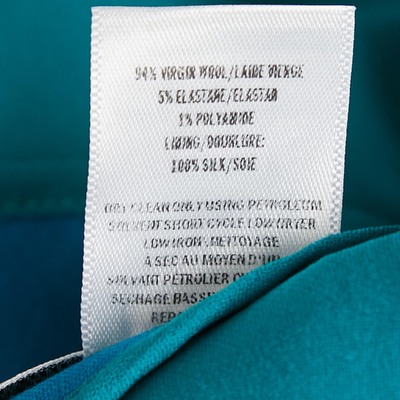 94% VIRGIN WOOL/LAINE VIERGE
5% ELASTANE/ELASTAN
1% POLYAMIDE
LINING/DOUBLURE:
100% SILK/SOIE
DRY CLEAN ONLY USING PETROLEUM
SOLVENT SHORT CYCLE LOW DRYER
LOW IRON. NETTOYAGE
A SEC AU MOYEN D'UN
SOLVANT PETROLIER
SECHAGE BASSE
REPA